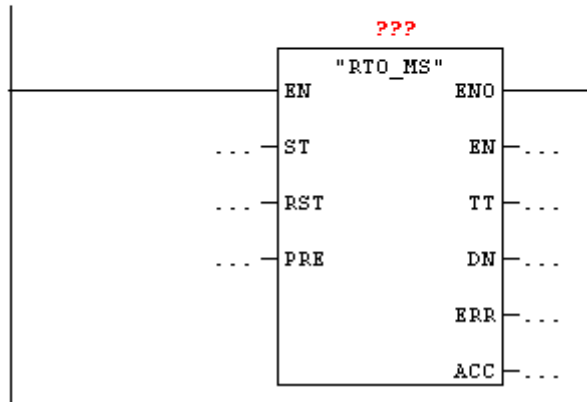 ???
"RTO_MS"
EN ENO
... ST EN ...
... RST TT ...
... PRE DN ...
ERR ...
ACC ...